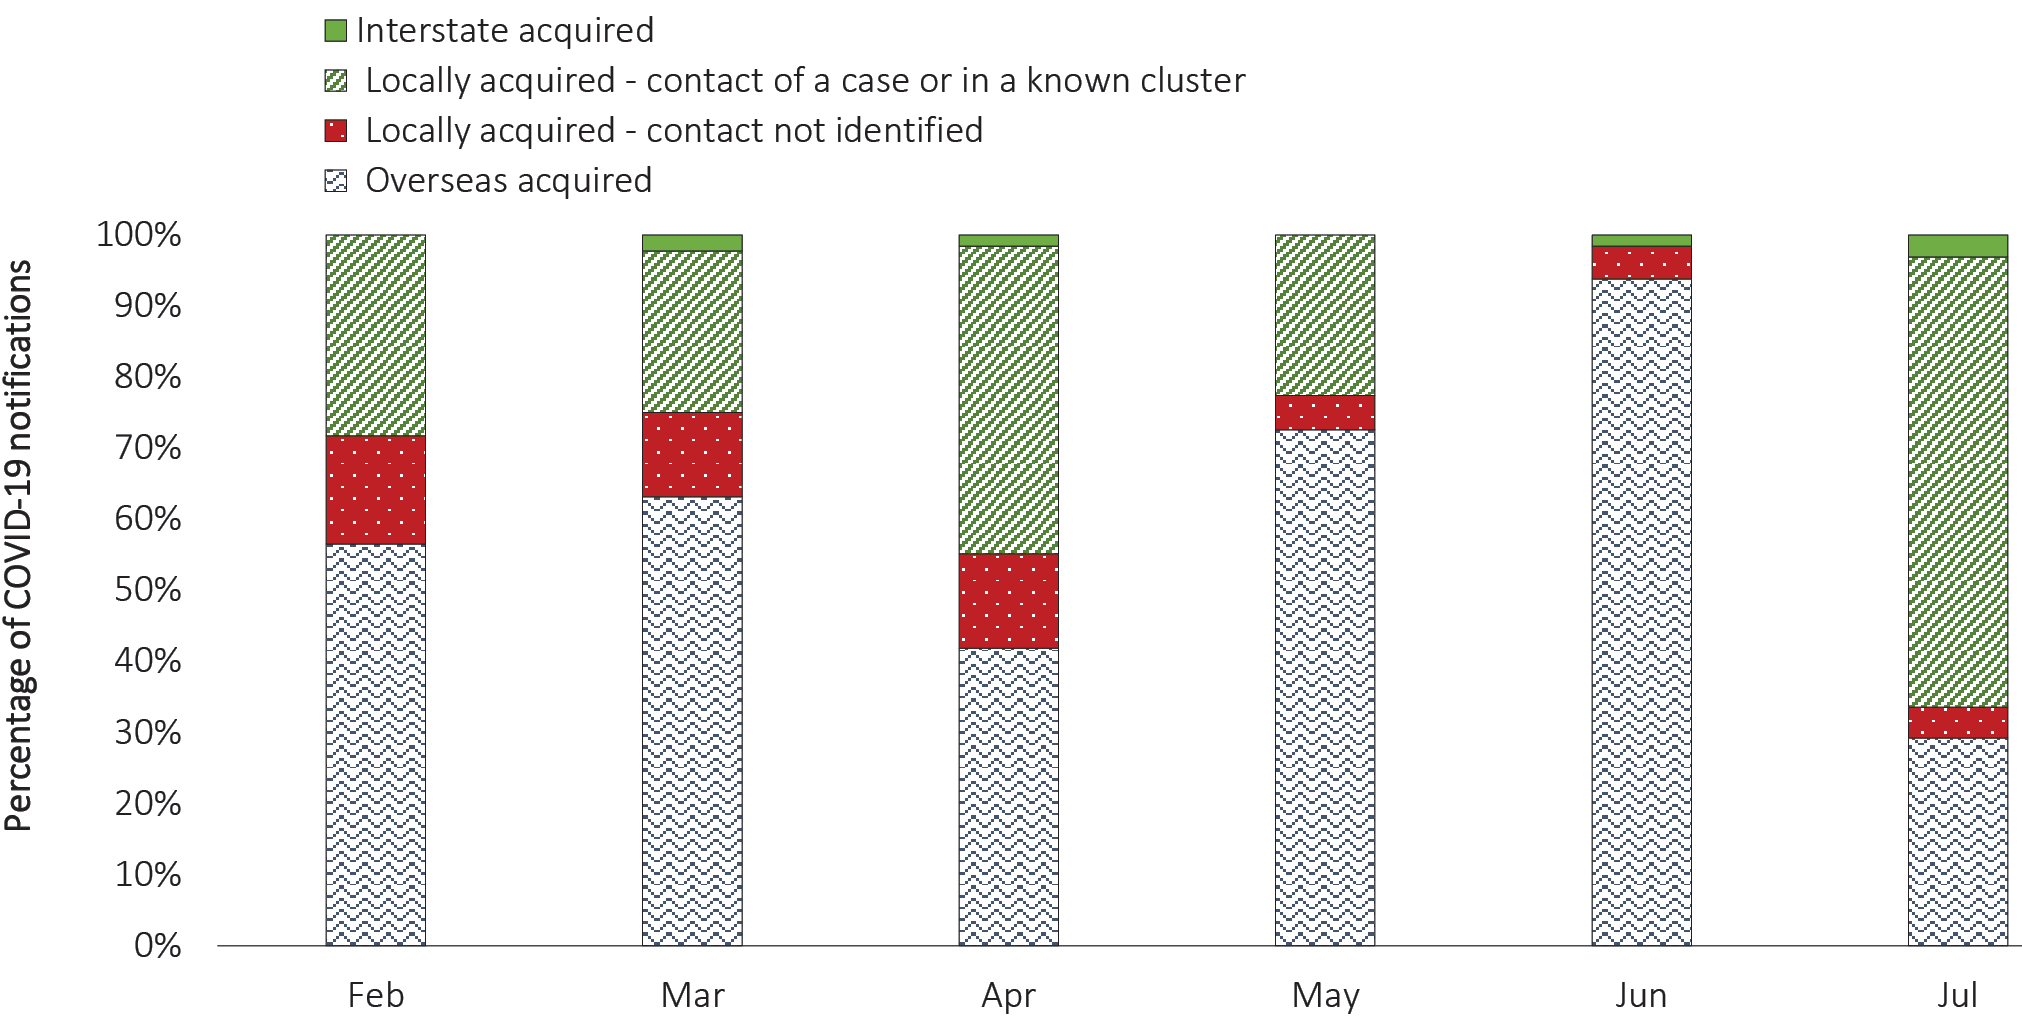 Interstate acquired
Locally acquired - contact of a case or in a known cluster
Locally acquired - contact not identified
Overseas acquired
Percentage of COVID-19 notifications
100%
90%
80%
70%
60%
50%
40%
30%
20%
10%
0%
Feb Mar Apr May Jun Jul